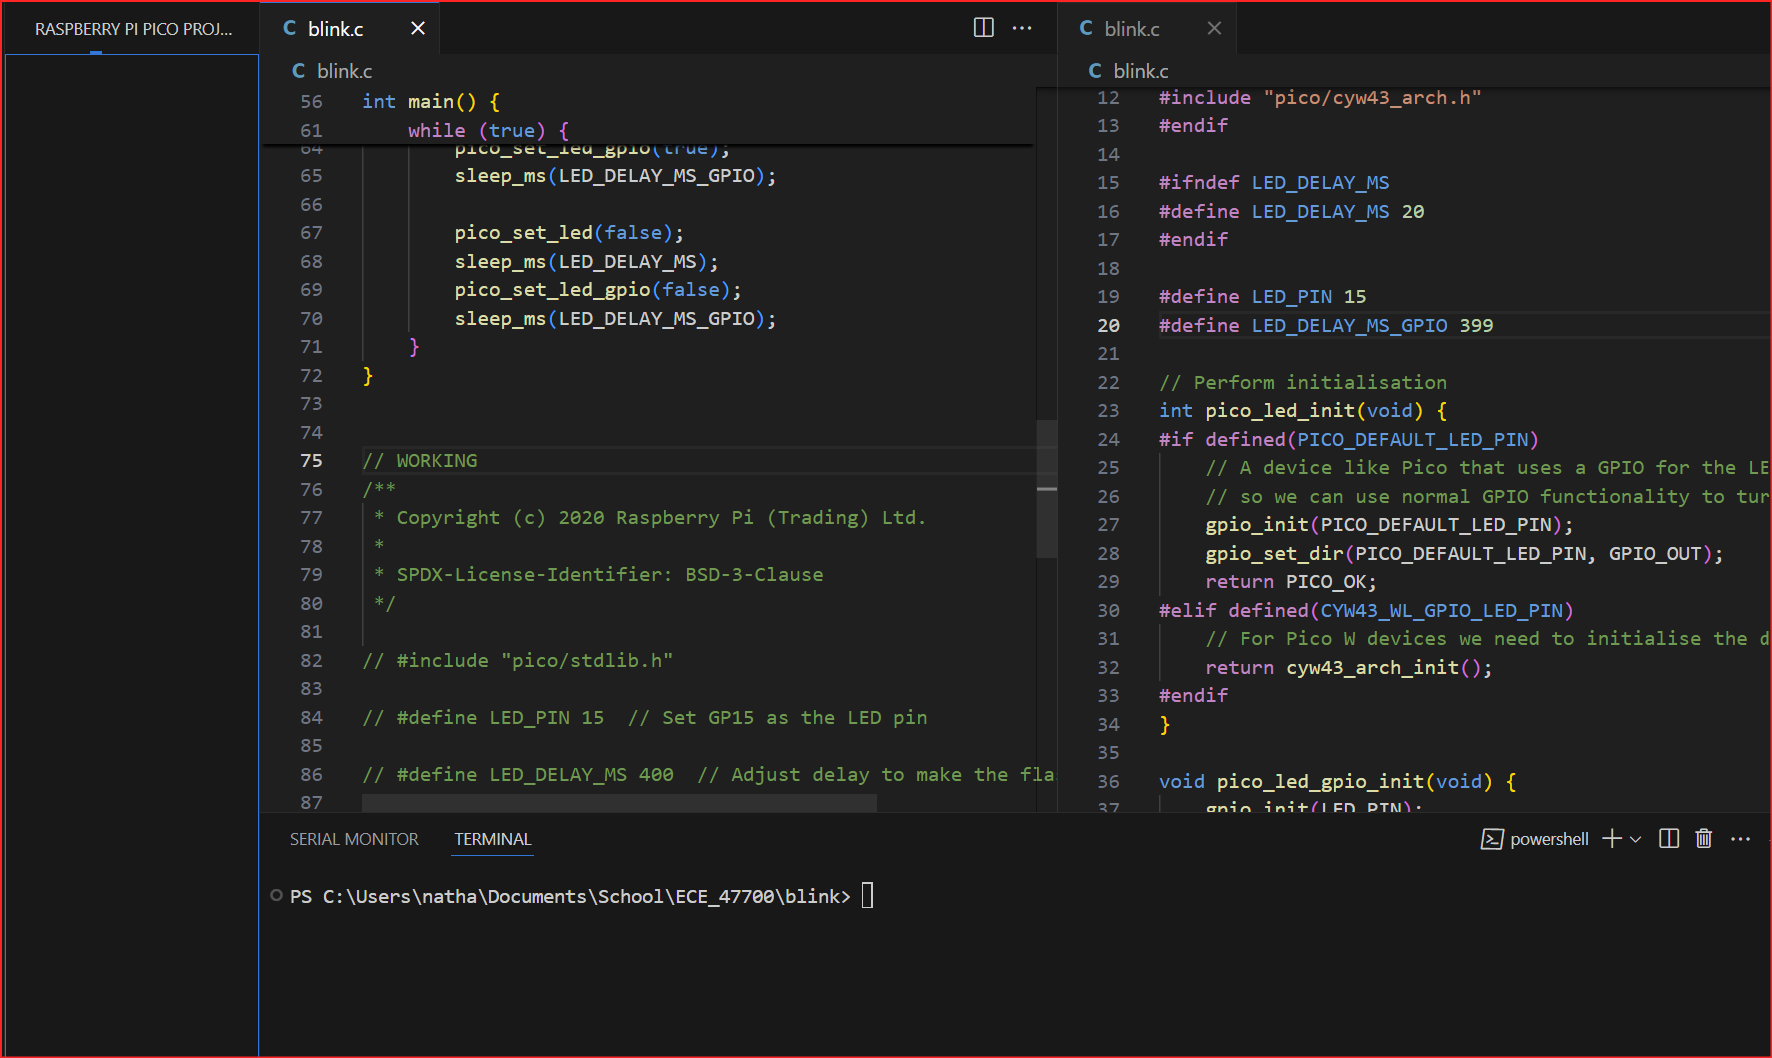 RASPBERRY PI PICO PROJ...
C blink.c
C blink.c
56 int main() {
61 while (true) {
64 pico_set_led_gpio(true);
65 sleep_ms(LED_DELAY_MS_GPIO);
66
67 pico_set_led(false);
68 sleep_ms(LED_DELAY_MS);
69 pico_set_led_gpio(false);
70 sleep_ms(LED_DELAY_MS_GPIO);
71 }
72 }
73
74
75 // WORKING
76 /**
77 * Copyright (c) 2020 Raspberry Pi (Trading) Ltd.
78 *
79 * SPDX-License-Identifier: BSD-3-Clause
80 */
81
82 // #include "pico/stdlib.h"
83
84 // #define LED_PIN 15 // Set GP15 as the LED pin
85
86 // #define LED_DELAY_MS 400 // Adjust delay to make the fla
87
C blink.c
C blink.c
12 #include "pico/cyw43_arch.h"
13 #endif
14
15 #ifndef LED_DELAY_MS
16 #define LED_DELAY_MS 20
17 #endif
18
19 #define LED_PIN 15
20 #define LED_DELAY_MS_GPIO 399
21
22 // Perform initialisation
23 int pico_led_init(void) {
24 #if defined(PICO_DEFAULT_LED_PIN)
25 // A device like Pico that uses a GPIO for the LE
26 // so we can use normal GPIO functionality to tur
27 gpio_init(PICO_DEFAULT_LED_PIN);
28 gpio_set_dir(PICO_DEFAULT_LED_PIN, GPIO_OUT);
29 return PICO_OK;
30 #elif defined(CYW43_WL_GPIO_LED_PIN)
31 // For Pico W devices we need to initialise the d
32 return cyw43_arch_init();
33 #endif
34 }
35
36 void pico_led_gpio_init(void) {
37 gpio_init(LED_PIN);
SERIAL MONITOR TERMINAL
powershell
PS C:\Users\natha\Documents\School\ECE_47700\blink>